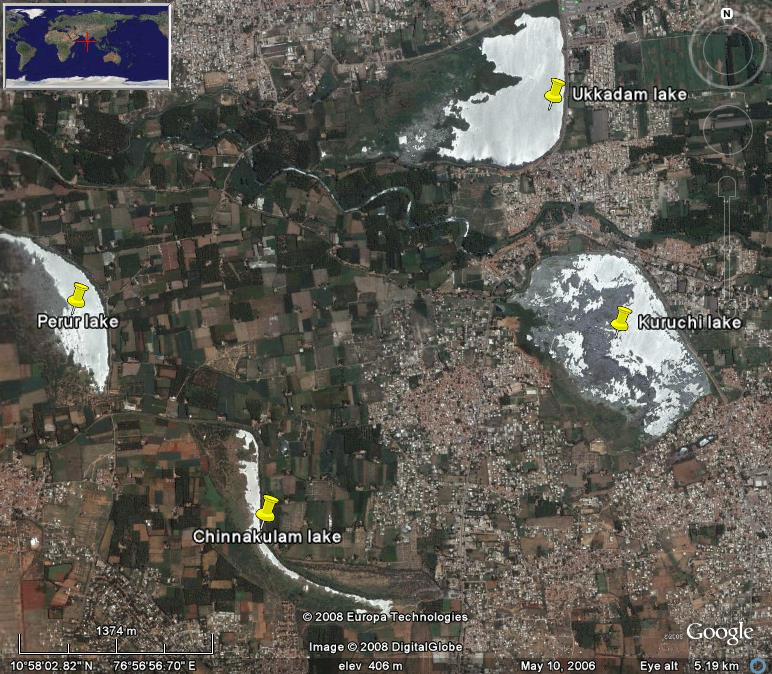 N
Ukkadam lake
Perur lake
Kuruchi lake
Chinnakulam lake
© 2008 Europa Technologies
1374 m
Image © 2008 DigitalGlobe
Google
10°58'02.82" N 76°56'56.70" E elev 406 m May 10, 2006 Eye alt 5.19 km